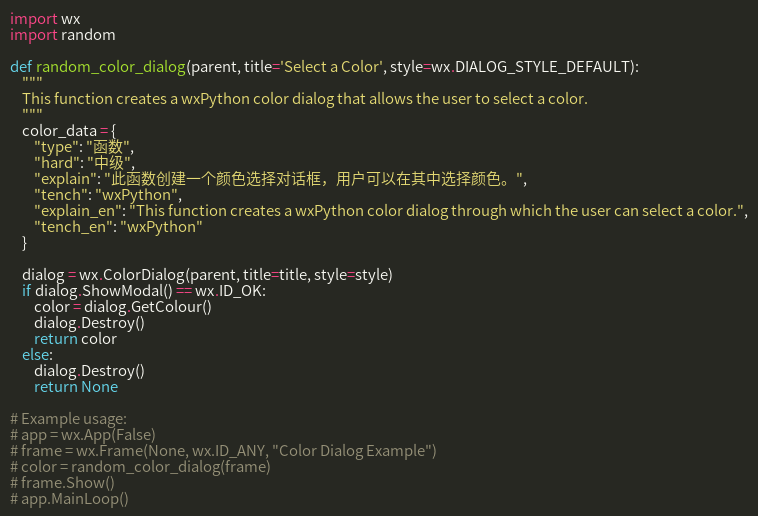 import wx
import random

def random_color_dialog(parent, title='Select a Color', style=wx.DIALOG_STYLE_DEFAULT):
    """
    This function creates a wxPython color dialog that allows the user to select a color.
    """
    color_data = {
        "type": "函数",
        "hard": "中级",
        "explain": "此函数创建一个颜色选择对话框，用户可以在其中选择颜色。",
        "tench": "wxPython",
        "explain_en": "This function creates a wxPython color dialog through which the user can select a color.",
        "tench_en": "wxPython"
    }

    dialog = wx.ColorDialog(parent, title=title, style=style)
    if dialog.ShowModal() == wx.ID_OK:
        color = dialog.GetColour()
        dialog.Destroy()
        return color
    else:
        dialog.Destroy()
        return None

# Example usage:
# app = wx.App(False)
# frame = wx.Frame(None, wx.ID_ANY, "Color Dialog Example")
# color = random_color_dialog(frame)
# frame.Show()
# app.MainLoop()